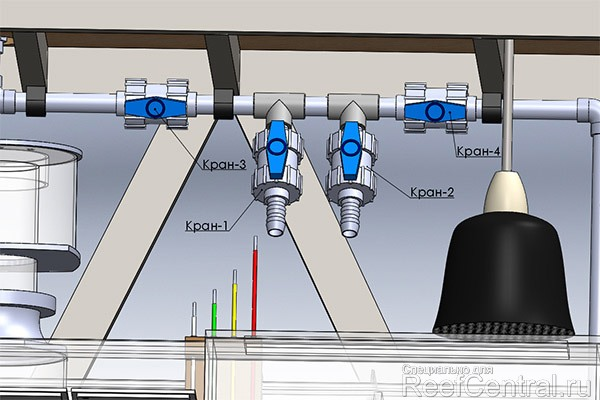 Кран-3
Кран-4
Кран-1
Кран-2
Специально для
ReefCentral.ru